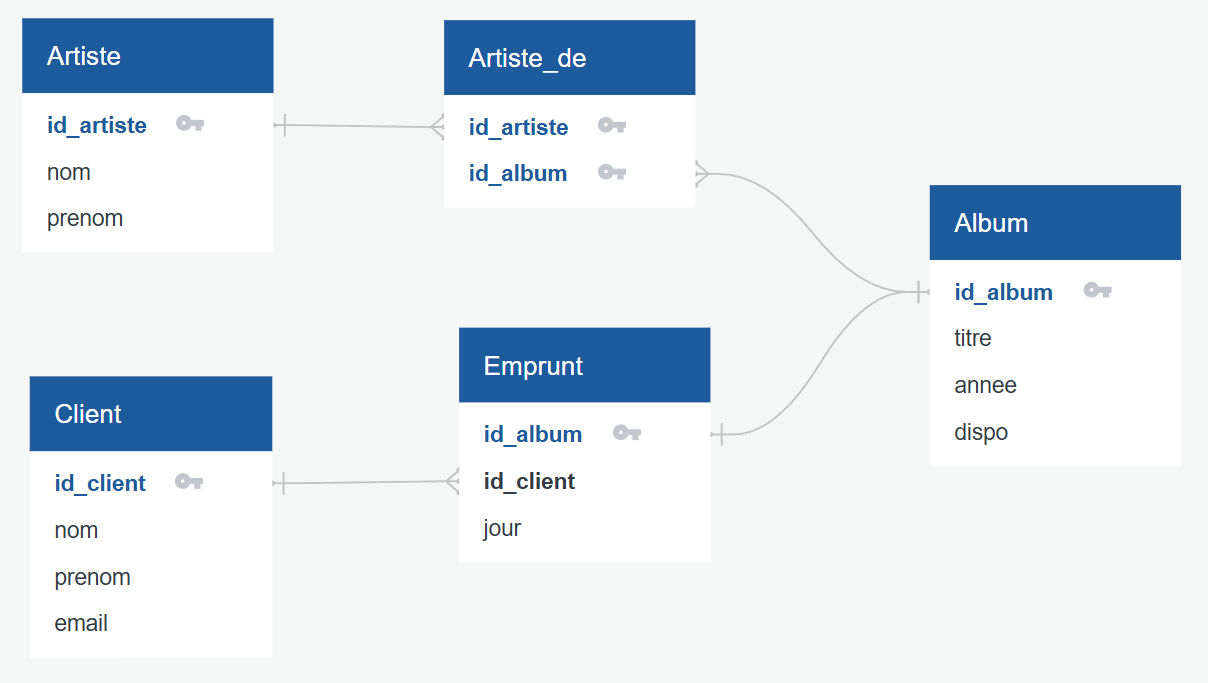 Artiste
id_artiste
nom
prenom
Artiste_de
id_artiste
id_album
Album
id_album
titre
annee
dispo
Client
id_client
nom
prenom
email
Emprunt
id_album
id_client
jour